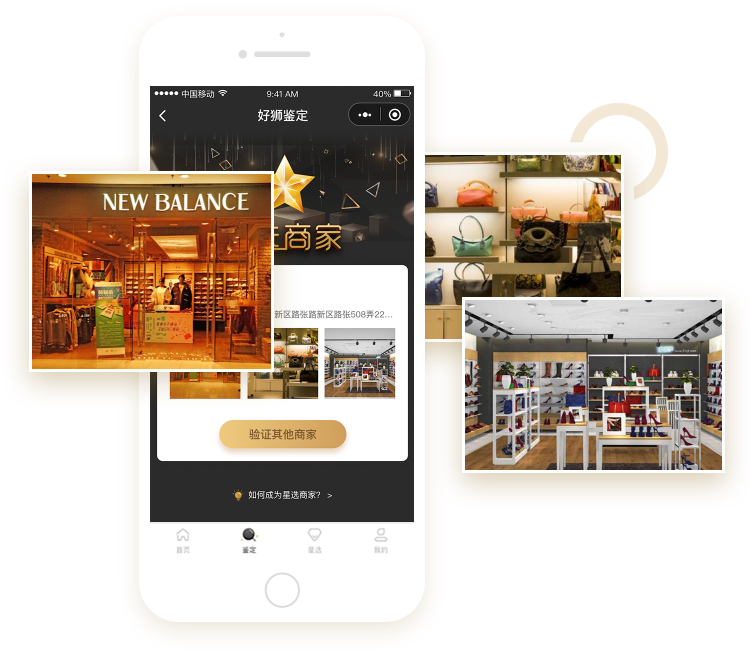 中国移动
9:41 AM
40%
好狮鉴定
商家
NEW BALANCE
新区路张路新区路张508弄22...
验证其他商家
如何成为星选商家? >
首页
鉴定
星选
我的